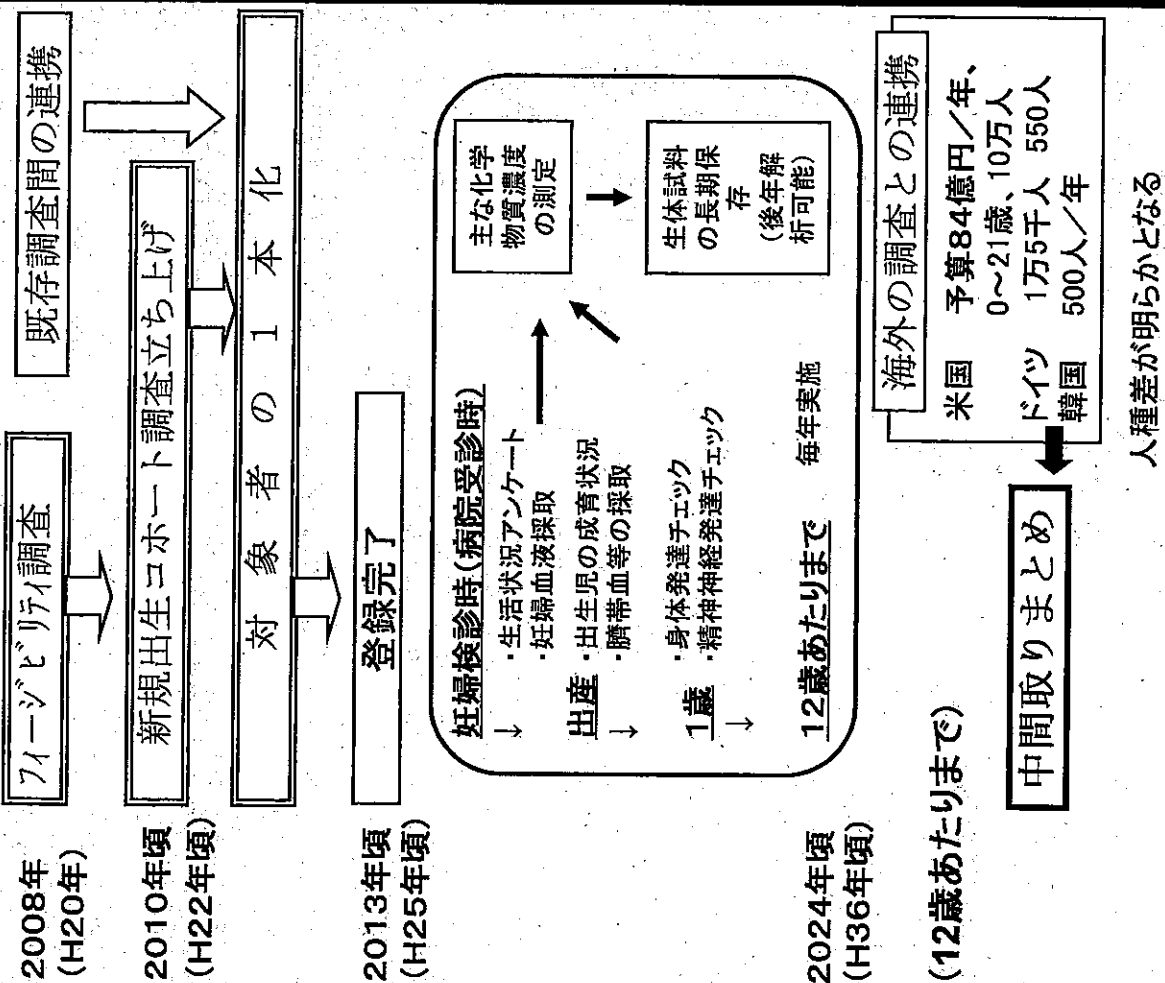 2008年
(H20年)
フィージビリティ調査
既存調査間の連携
2010年頃
(H22年頃)
新規出生コホート調査立ち上げ
対象者の1本化
2013年頃
(H25年頃)
登録完了
妊婦検診時(病院受診時)
・生活状況アンケート
・妊婦血液採取
↓
出産
・出生児の成育状況
・臍帯血等の採取
↓
1歳
・身体発達チェック
・精神神経発達チェック
↓
12歳あたりまで
毎年実施
主な化学
物質濃度
の測定
生体試料
の長期保
存
(後年解
析可能)
2024年頃
(H36年頃)
(12歳あたりまで)
海外の調査との連携
米国 予算84億円/年、
0~21歳、10万人
ドイツ 1万5千人 550人
韓国 500人/年
中間取りまとめ
人種差が明らかとなる